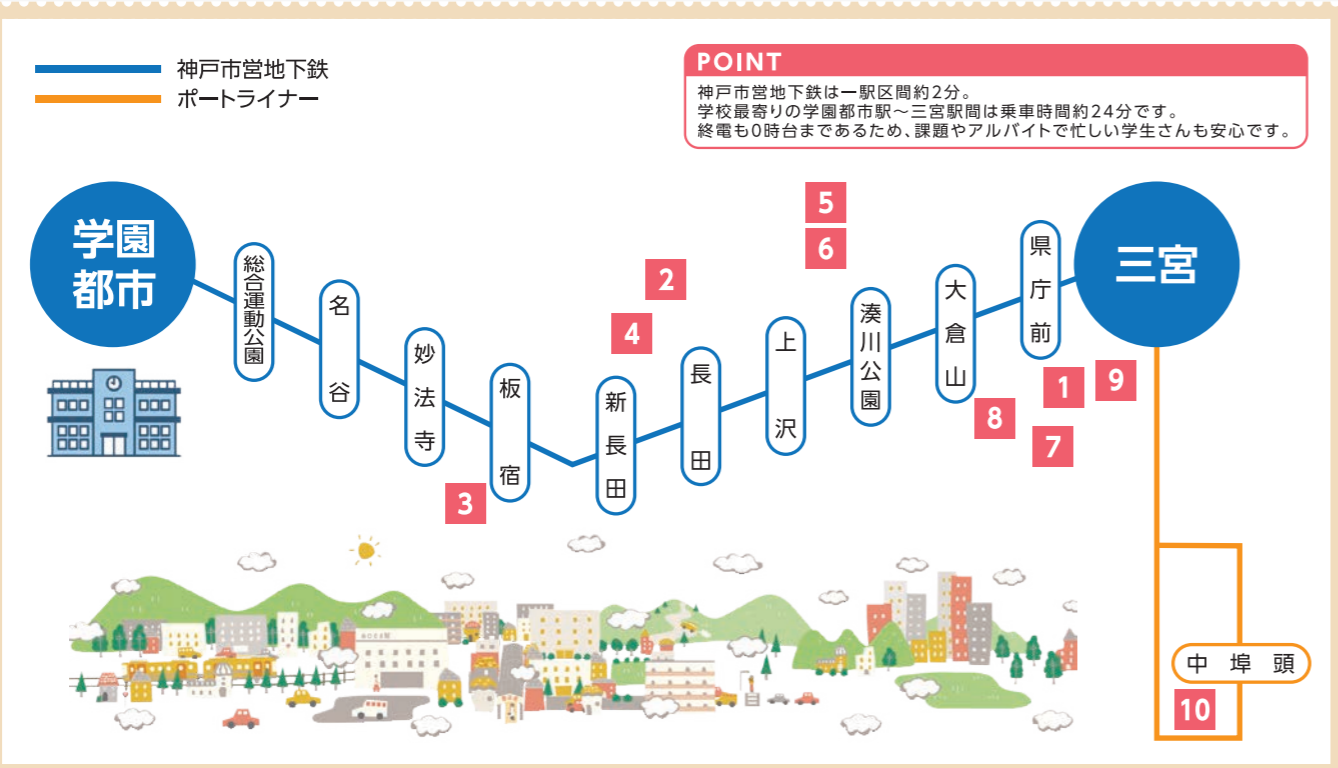 神戸市営地下鉄
ポートライナー
POINT
神戸市営地下鉄は一駅区間約2分。
学校最寄りの学園都市駅～三宮駅間は乗車時間約24分です。
終電も0時台まであるため、課題やアルバイトで忙しい学生さんも安心です。
学園
都市
総合運動公園
名谷
妙法寺
板宿
新長田
長田
上沢
湊川公園
大倉山
県庁前
三宮
5
6
2
4
3
1
9
8
7
中埠頭
10